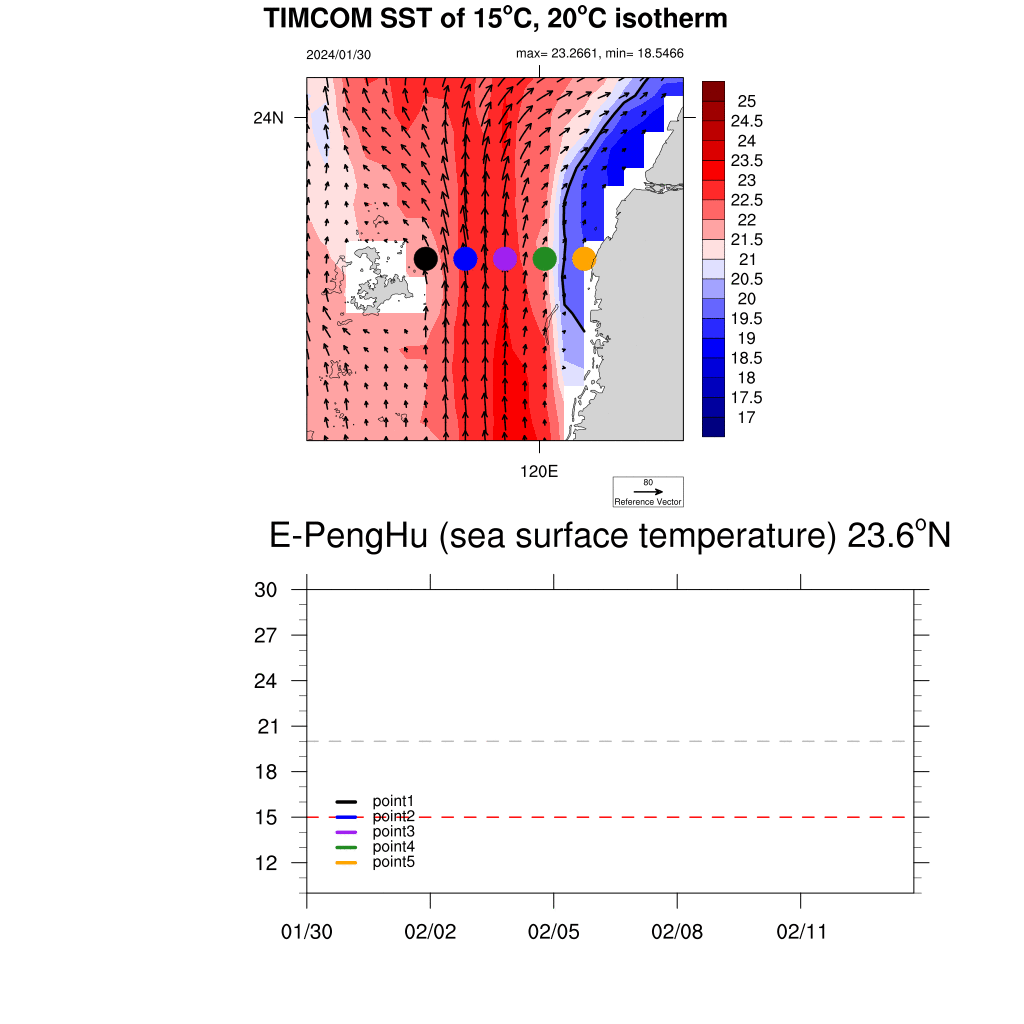 TIMCOM SST of 15°C, 20°C isotherm
2024/01/30
max= 23.2661, min= 18.5466
24N
120E
25
24.5
24
23.5
23
22.5
22
21.5
21
20.5
20
19.5
19
18.5
18
17.5
17
80
Reference Vector
E-PengHu (sea surface temperature) 23.6°N
30
27
24
21
18
15
12
point1
point2
point3
point4
point5
01/30
02/02
02/05
02/08
02/11